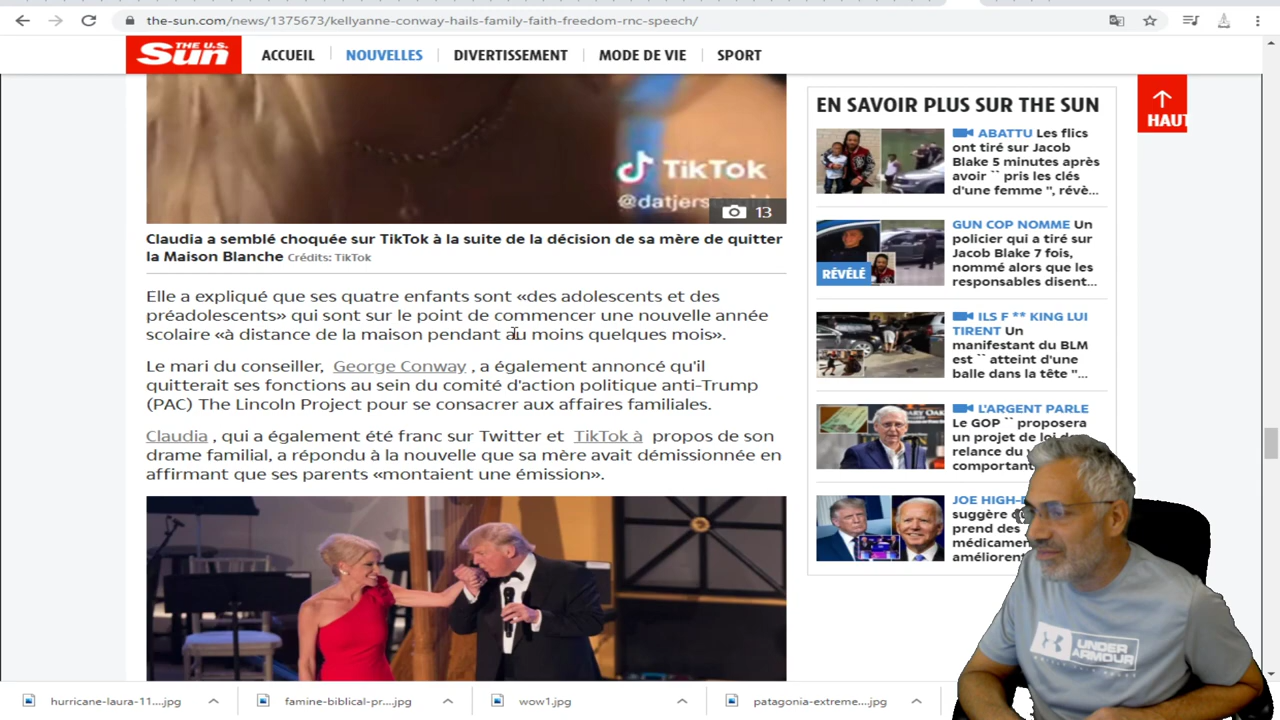 the-sun.com/news/1375673/kellyanne-conway-hails-family-faith-freedom-rnc-speech/
THE U.S. Sun
ACCUEIL
NOUVELLES
DIVERTISSEMENT
MODE DE VIE
SPORT
TikTok
13
Claudia a semblé choquée sur TikTok à la suite de la décision de sa mère de quitter
la Maison Blanche Crédits: TikTok
Elle a expliqué que ses quatre enfants sont «des adolescents et des
préadolescents» qui sont sur le point de commencer une nouvelle année
scolaire «à distance de la maison pendant au moins quelques mois».
Le mari du conseiller, George Conway , a également annoncé qu'il
quitterait ses fonctions au sein du comité d'action politique anti-Trump
(PAC) The Lincoln Project pour se consacrer aux affaires familiales.
Claudia , qui a également été franc sur Twitter et TikTok à propos de son
drame familial, a répondu à la nouvelle que sa mère avait démissionnée en
affirmant que ses parents «montaient une émission».
EN SAVOIR PLUS SUR THE SUN
ABATTU Les flics
ont tiré sur Jacob
Blake 5 minutes après
avoir `` pris les clés
d'une femme '', révè...
GUN COP NOMME Un
policier qui a tiré sur
Jacob Blake 7 fois,
nommé alors que les
responsables disent...
RÉVÉLÉ
ILS F ** KING LUI
TIRENT Un
manifestant du BLM
est `` atteint d'une
balle dans la tête ''...
L'ARGENT PARLE
Le GOP `` proposera
un projet de loi
relance du
comportant
JOE HIGH-
suggère
prend des
médicamen
améliorent
HAUT
UNDER ARMOUR
hurricane-laura-11....jpg
famine-biblical-pr....jpg
wow1.jpg
patagonia-extreme....jpg